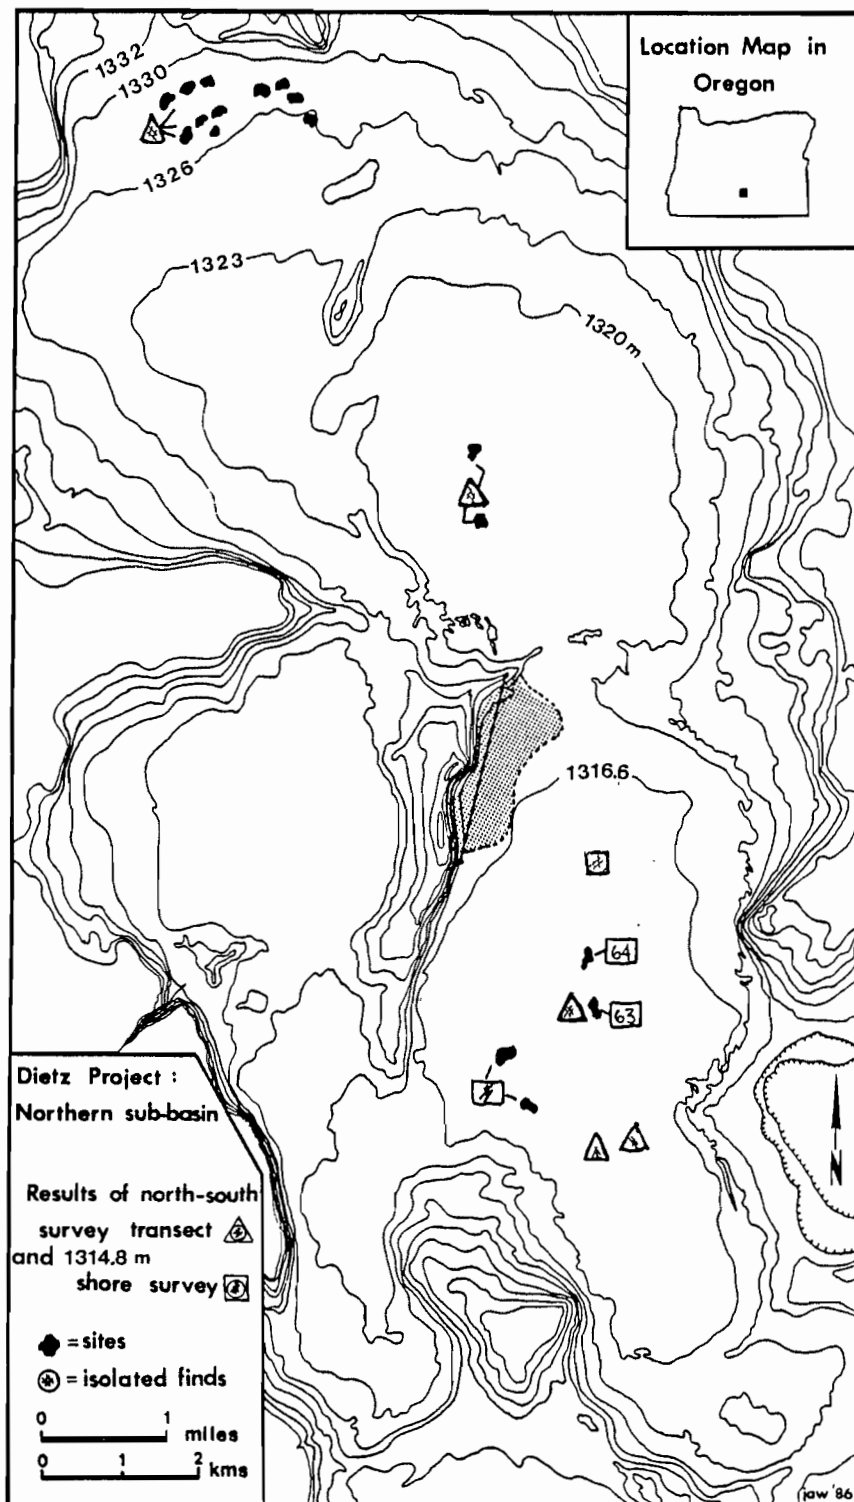 Location Map in
Oregon
1332
1330
1326
1323
1320 m
1316.6
64
63
N
Dietz Project :
Northern sub-basin
Results of north-south
survey transect
and 1314.8 m
shore survey
= sites
= isolated finds
0 1
miles
0 1 2
kms
jaw '86